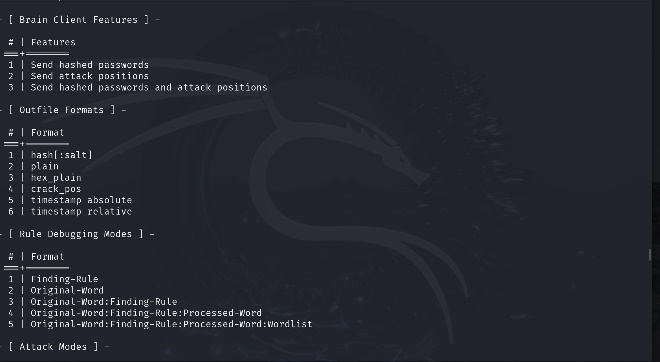 - [ Brain Client Features ] -
# | Features
===+========
1 | Send hashed passwords
2 | Send attack positions
3 | Send hashed passwords and attack positions
- [ Outfile Formats ] -
# | Format
===+========
1 | hash[:salt]
2 | plain
3 | hex_plain
4 | crack_pos
5 | timestamp absolute
6 | timestamp relative
- [ Rule Debugging Modes ] -
# | Format
===+========
1 | Finding-Rule
2 | Original-Word
3 | Original-Word:Finding-Rule
4 | Original-Word:Finding-Rule:Processed-Word
5 | Original-Word:Finding-Rule:Processed-Word:Wordlist
- [ Attack Modes ] -